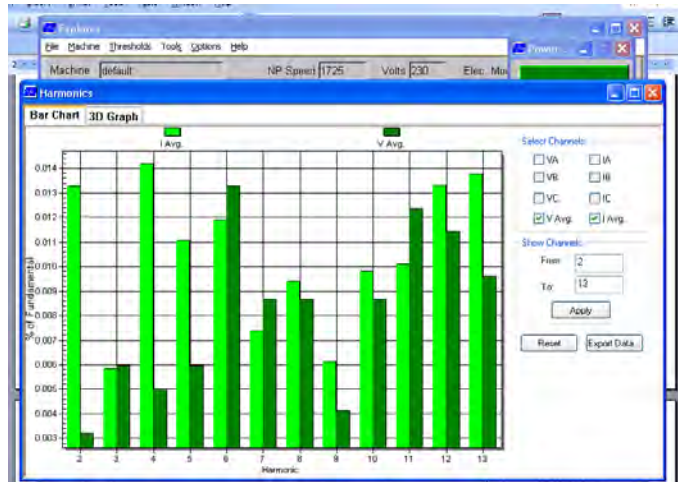 Explorer
File Machine Thresholds Tools Options Help
Power
Machine default NP Speed 1725 Volts 230 Elec. Mo
Harmonics
Bar Chart 3D Graph
I Avg. V Avg.
Select Channels:
VA IA
VB IB
VC IC
V Avg. I Avg.
Show Channels:
From: 2
To: 13
Apply
Reset Export Data
% of Fundamental
0.014
0.013
0.012
0.011
0.010
0.009
0.008
0.007
0.006
0.005
0.004
0.003
2 3 4 5 6 7 8 9 10 11 12 13
Harmonic